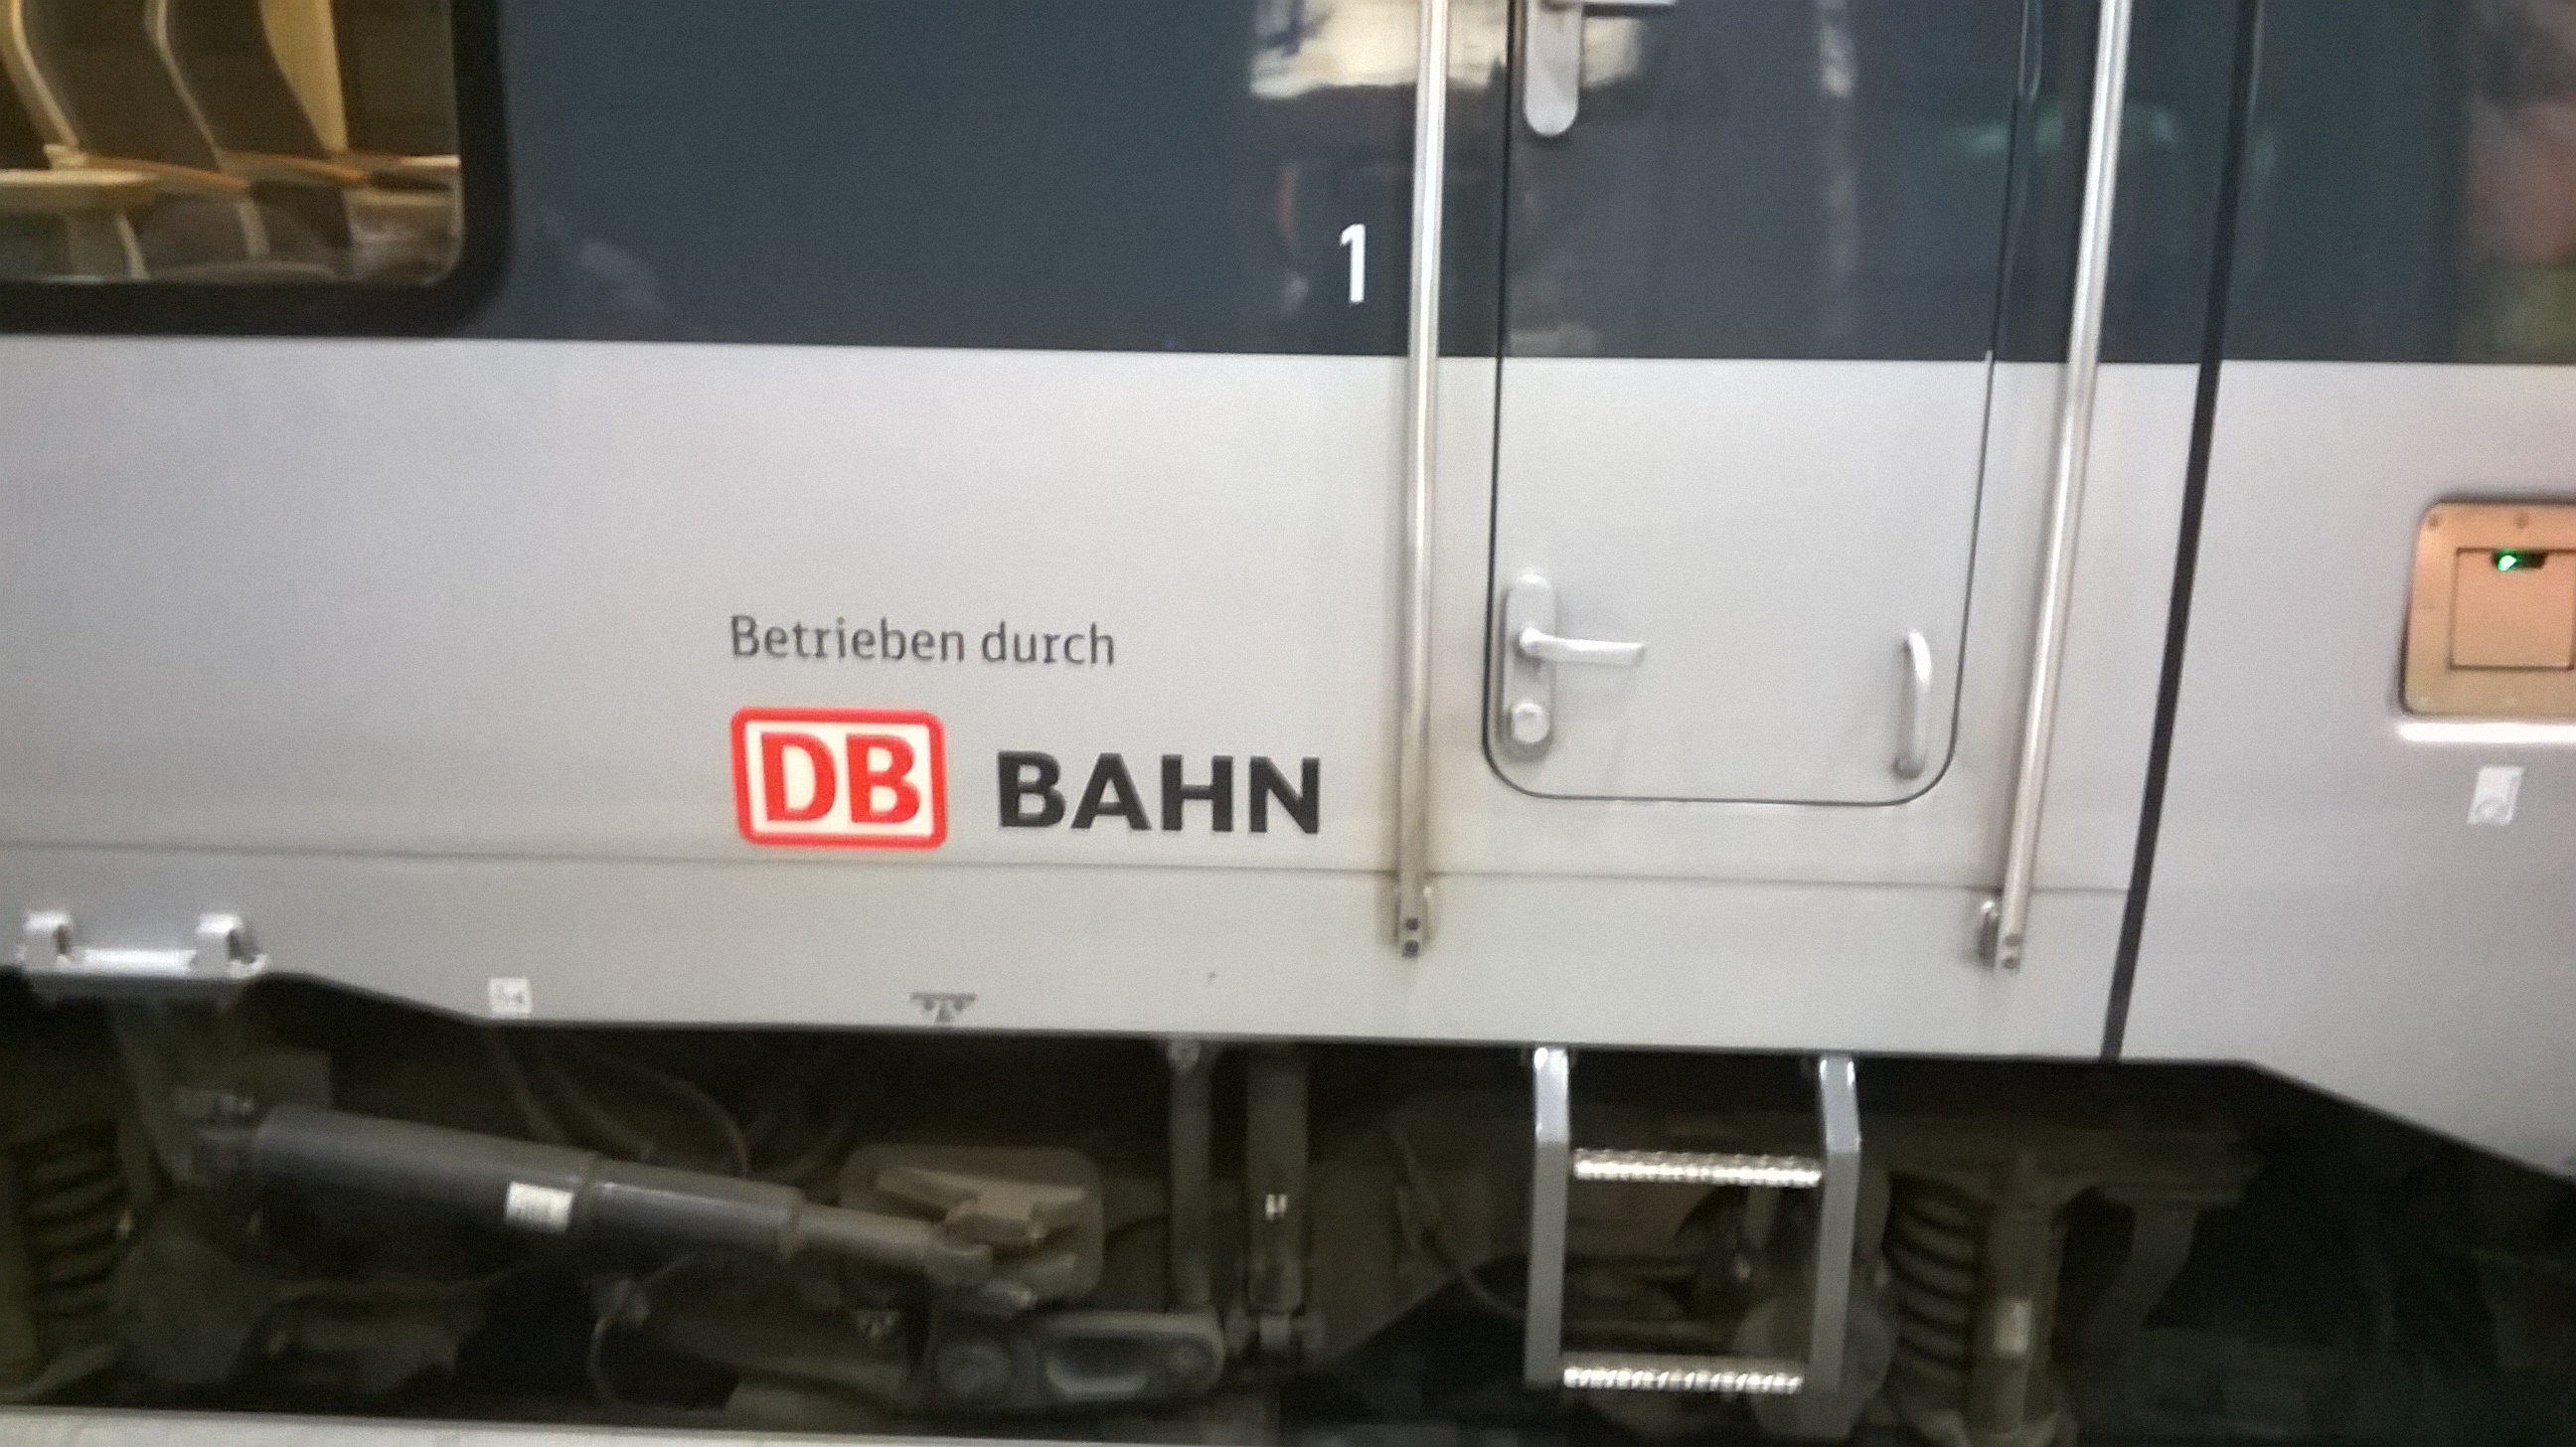 1
Betrieben durch
DB BAHN